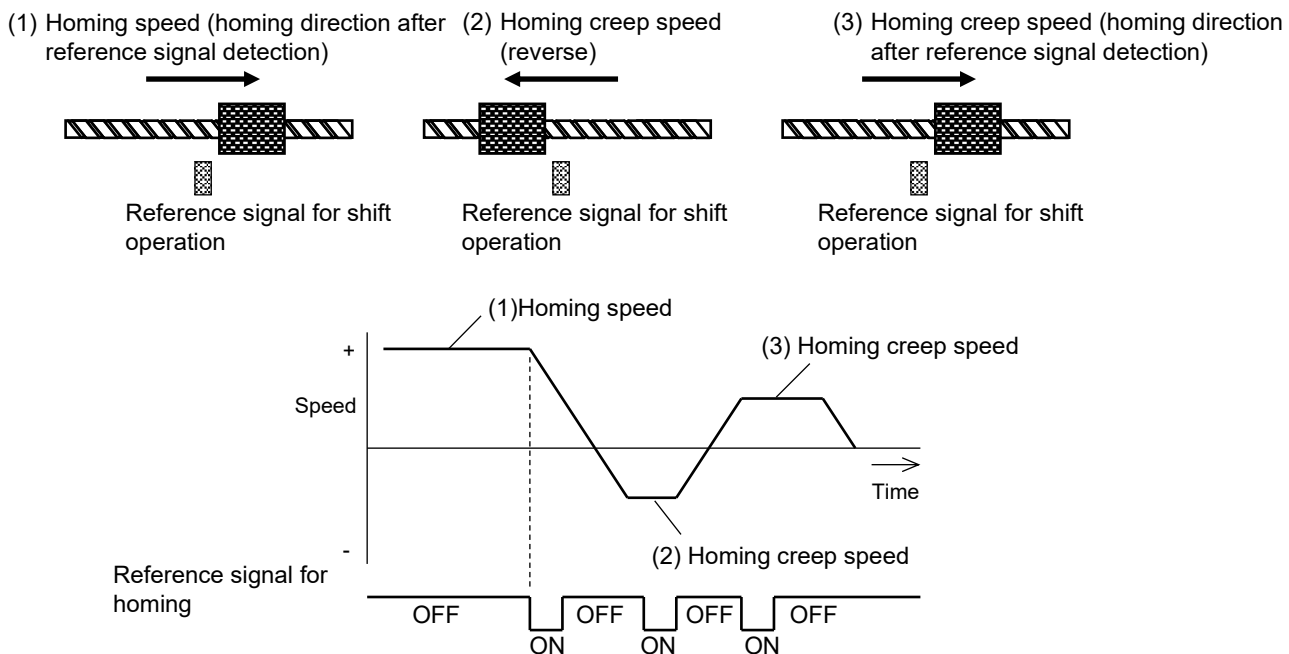 (1) Homing speed (homing direction after
reference signal detection)
(2) Homing creep speed
(reverse)
(3) Homing creep speed (homing direction
after reference signal detection)
Reference signal for shift
operation
Reference signal for shift
operation
Reference signal for shift
operation
(1)Homing speed
+
(3) Homing creep speed
Speed
Time
-
(2) Homing creep speed
Reference signal for
homing
OFF OFF OFF OFF
ON ON ON